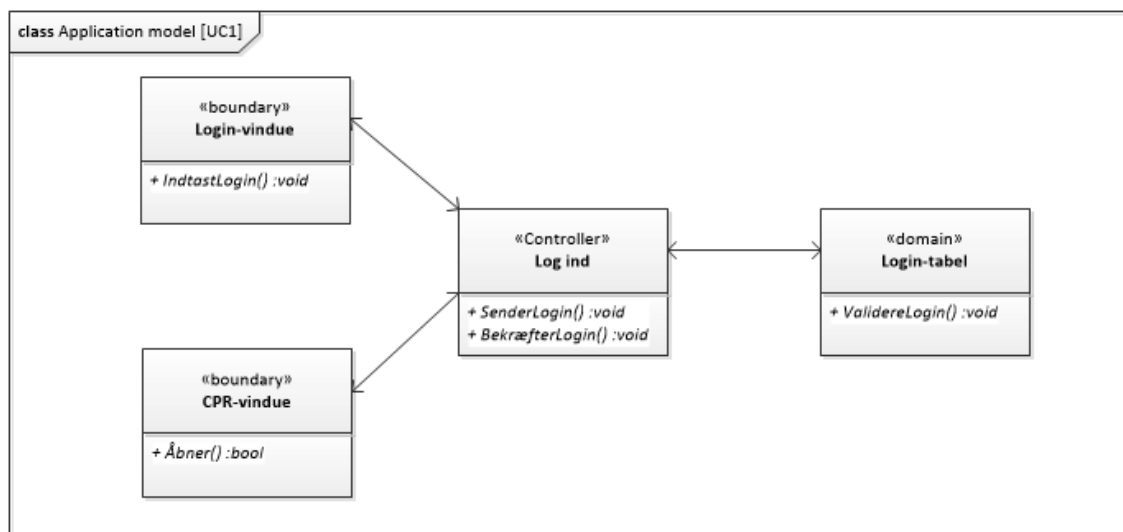 class Application model [UC1]
«boundary»
Login-vindue
+ IndtastLogin() :void
«Controller»
Log ind
+ SenderLogin() :void
+ BekræfterLogin() :void
«domain»
Login-tabel
+ ValidereLogin() :void
«boundary»
CPR-vindue
+ Åbner() :bool